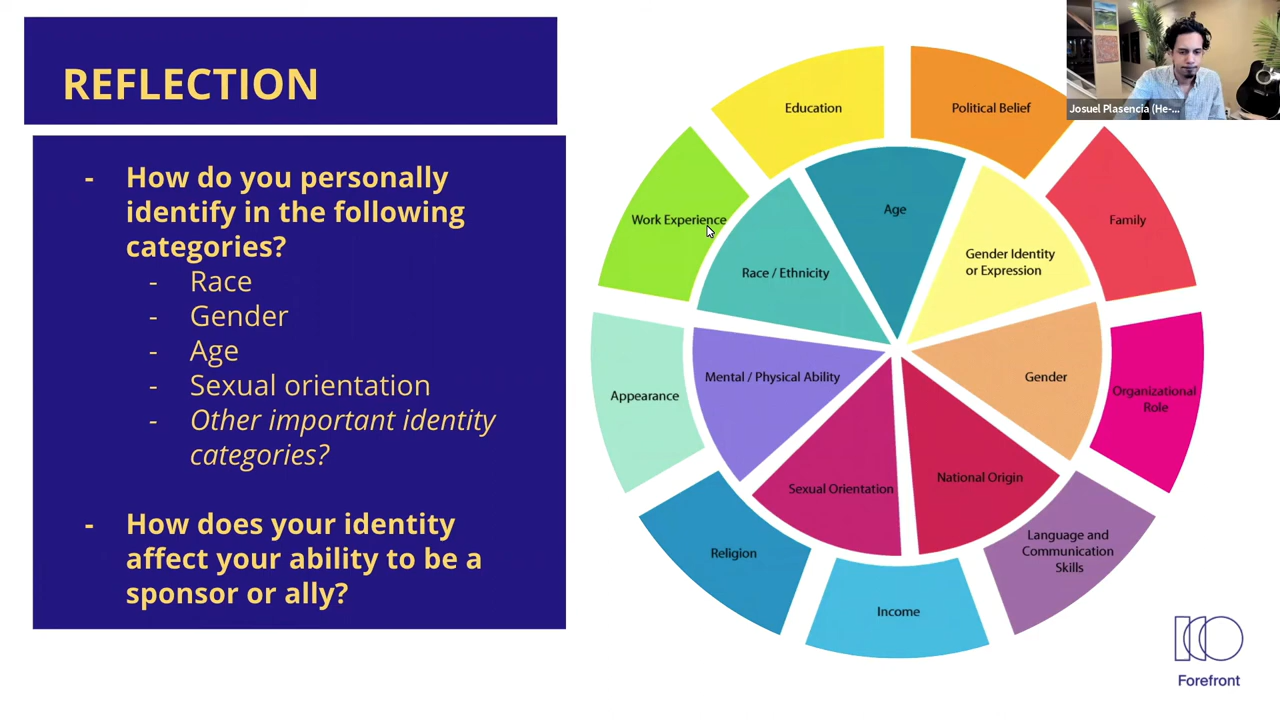 REFLECTION
- How do you personally
identify in the following
categories?
- Race
- Gender
- Age
- Sexual orientation
- Other important identity
categories?
- How does your identity
affect your ability to be a
sponsor or ally?
Education
Political Belief
Work Experience
Family
Age
Gender Identity
or Expression
Race / Ethnicity
Mental / Physical Ability
Gender
Appearance
Organizational
Role
Sexual Orientation
National Origin
Religion
Language and
Communication
Skills
Income
Josuel Plasencia (He-...
Forefront